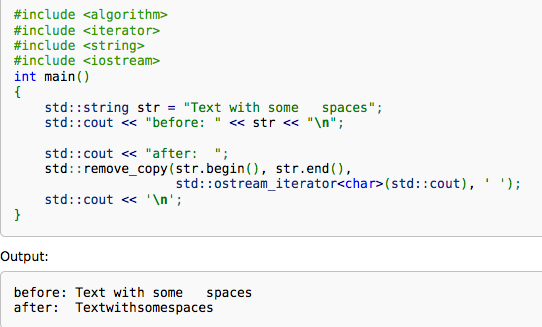 #include <algorithm>
#include <iterator>
#include <string>
#include <iostream>
int main()
{
    std::string str = "Text with some   spaces";
    std::cout << "before: " << str << "\n";

    std::cout << "after:  ";
    std::remove_copy(str.begin(), str.end(),
                     std::ostream_iterator<char>(std::cout), ' ');
    std::cout << '\n';
}
Output:
before: Text with some   spaces
after:  Textwithsomespaces